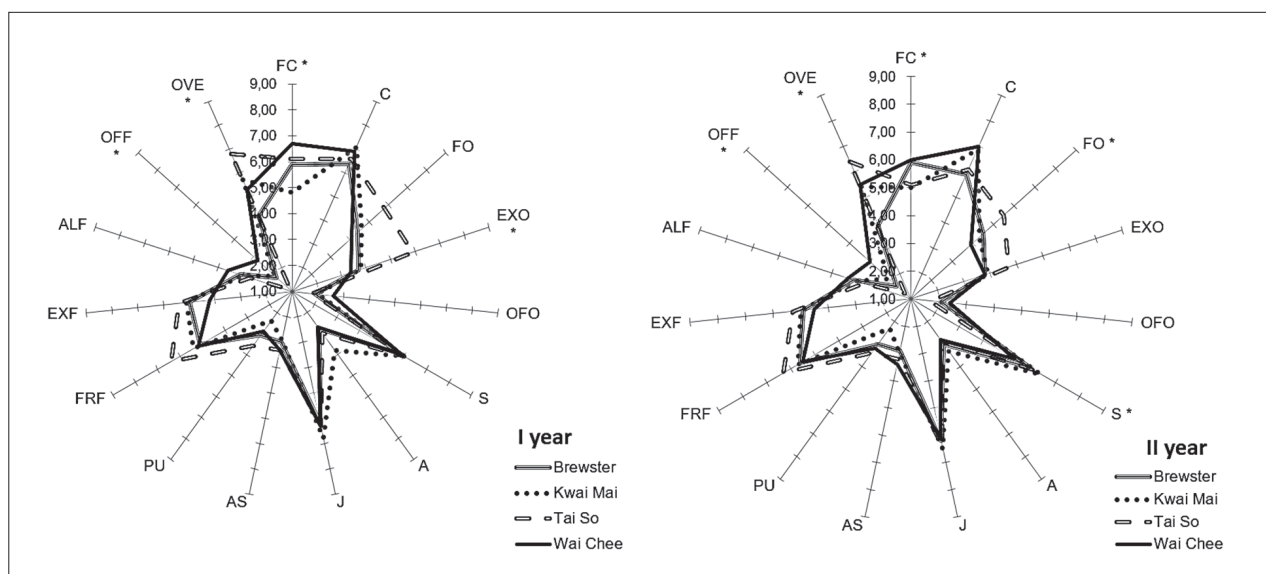 FC *
9,00
8,00
7,00
6,00
5,00
4,00
3,00
2,00
1,00
C
FO
EXO
*
OFO
S
A
J
AS
PU
FRF
EXF
ALF
OFF
*
OVE
*
I year
Brewster
Kwai Mai
Tai So
Wai Chee
FC *
9,00
8,00
7,00
6,00
5,00
4,00
3,00
2,00
1,00
C
FO *
EXO
OFO
S *
A
J
AS
PU
FRF
EXF
ALF
OFF
*
OVE
*
II year
Brewster
Kwai Mai
Tai So
Wai Chee